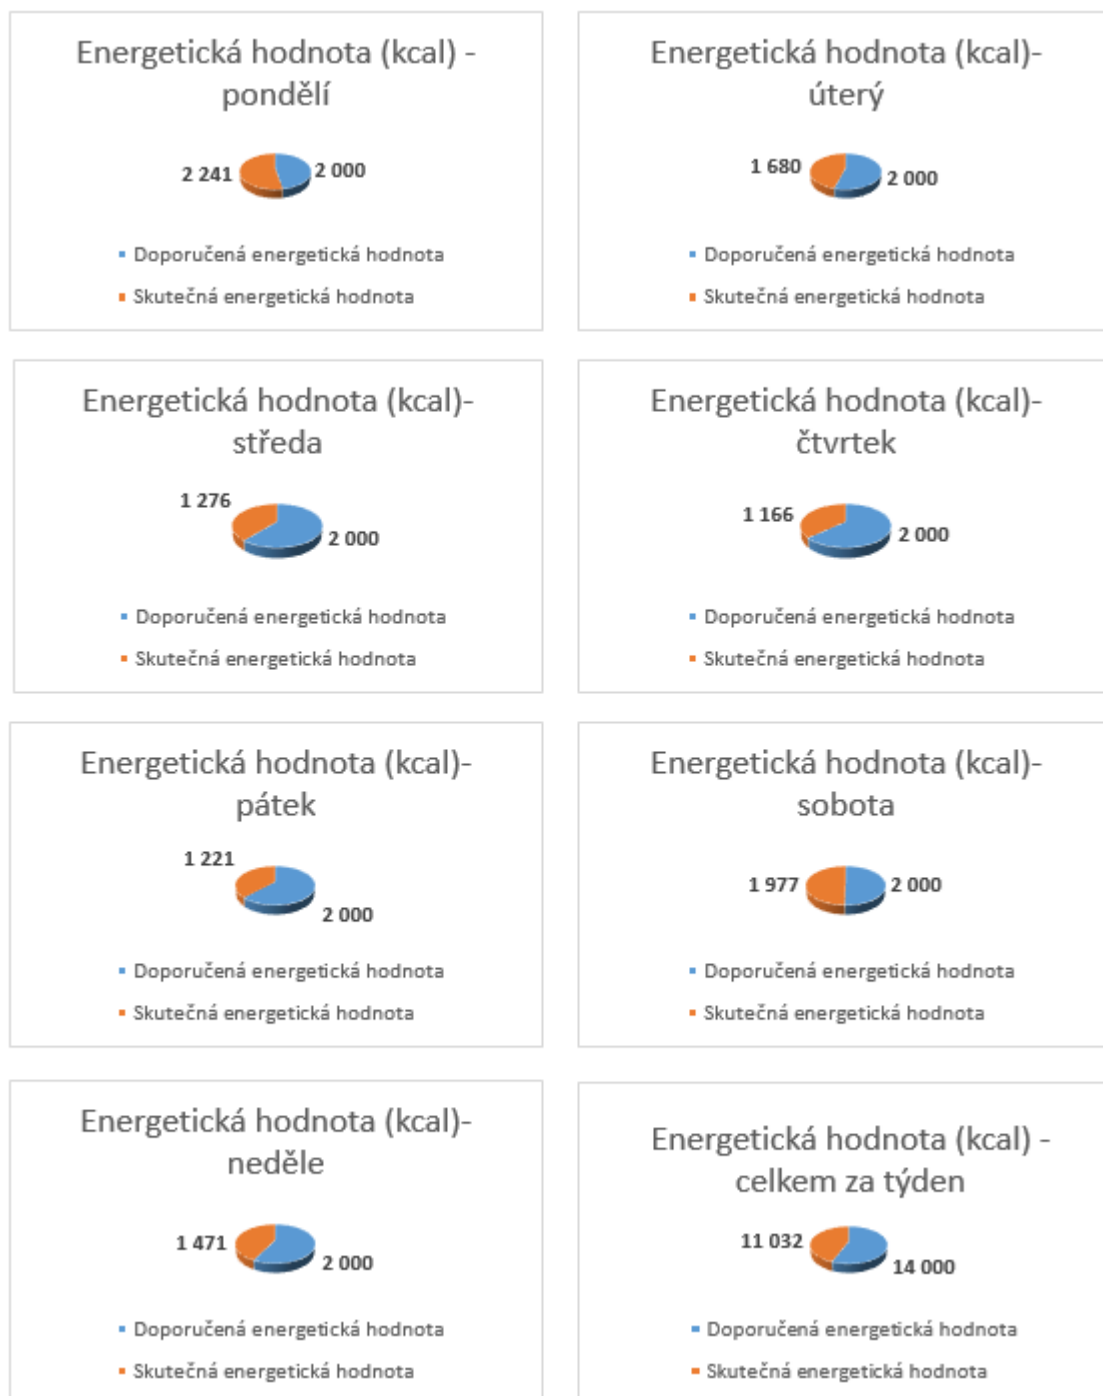 Energetická hodnota (kcal) -
pondělí
2 241
2 000
Doporučená energetická hodnota
Skutečná energetická hodnota
Energetická hodnota (kcal)-
úterý
1 680
2 000
Doporučená energetická hodnota
Skutečná energetická hodnota
Energetická hodnota (kcal)-
středa
1 276
2 000
Doporučená energetická hodnota
Skutečná energetická hodnota
Energetická hodnota (kcal)-
čtvrtek
1 166
2 000
Doporučená energetická hodnota
Skutečná energetická hodnota
Energetická hodnota (kcal)-
pátek
1 221
2 000
Doporučená energetická hodnota
Skutečná energetická hodnota
Energetická hodnota (kcal)-
sobota
1 977
2 000
Doporučená energetická hodnota
Skutečná energetická hodnota
Energetická hodnota (kcal)-
neděle
1 471
2 000
Doporučená energetická hodnota
Skutečná energetická hodnota
Energetická hodnota (kcal) -
celkem za týden
11 032
14 000
Doporučená energetická hodnota
Skutečná energetická hodnota